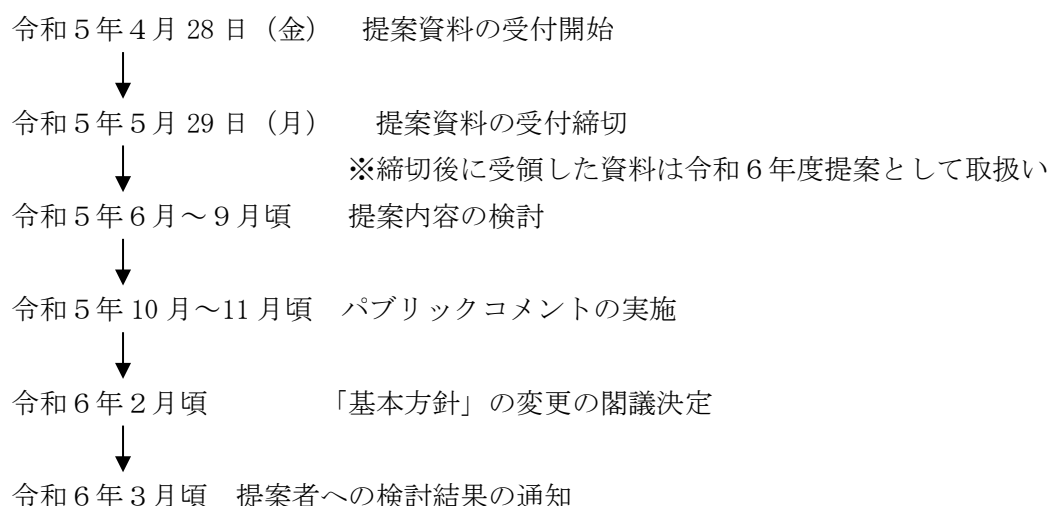 令和５年４月 28 日（金）　提案資料の受付開始
令和５年５月 29 日（月）　　提案資料の受付締切
※締切後に受領した資料は令和６年度提案として取扱い
令和５年６月～９月頃　　提案内容の検討
令和５年 10 月～11 月頃　パブリックコメントの実施
令和６年２月頃　　　　　「基本方針」の変更の閣議決定
令和６年３月頃　提案者への検討結果の通知